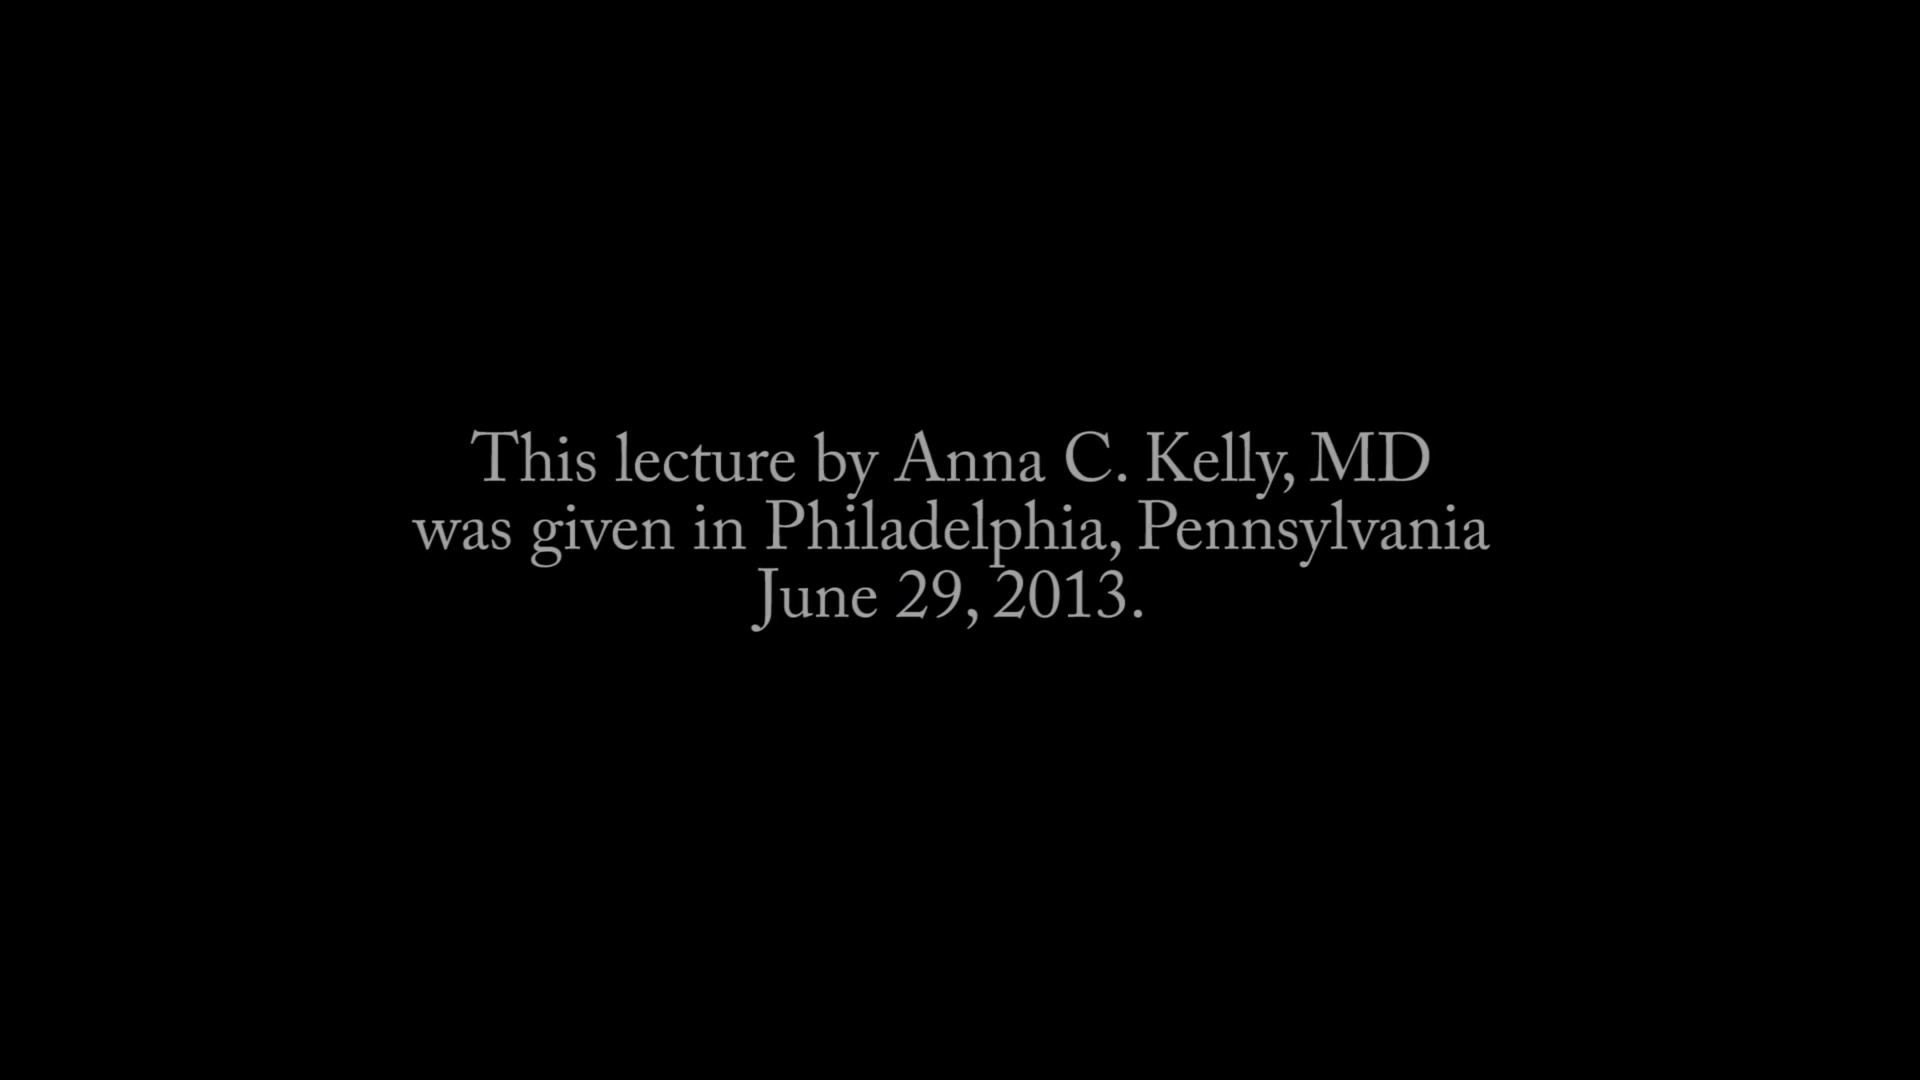 This lecture by Anna C. Kelly, MD
was given in Philadelphia, Pennsylvania
June 29, 2013.